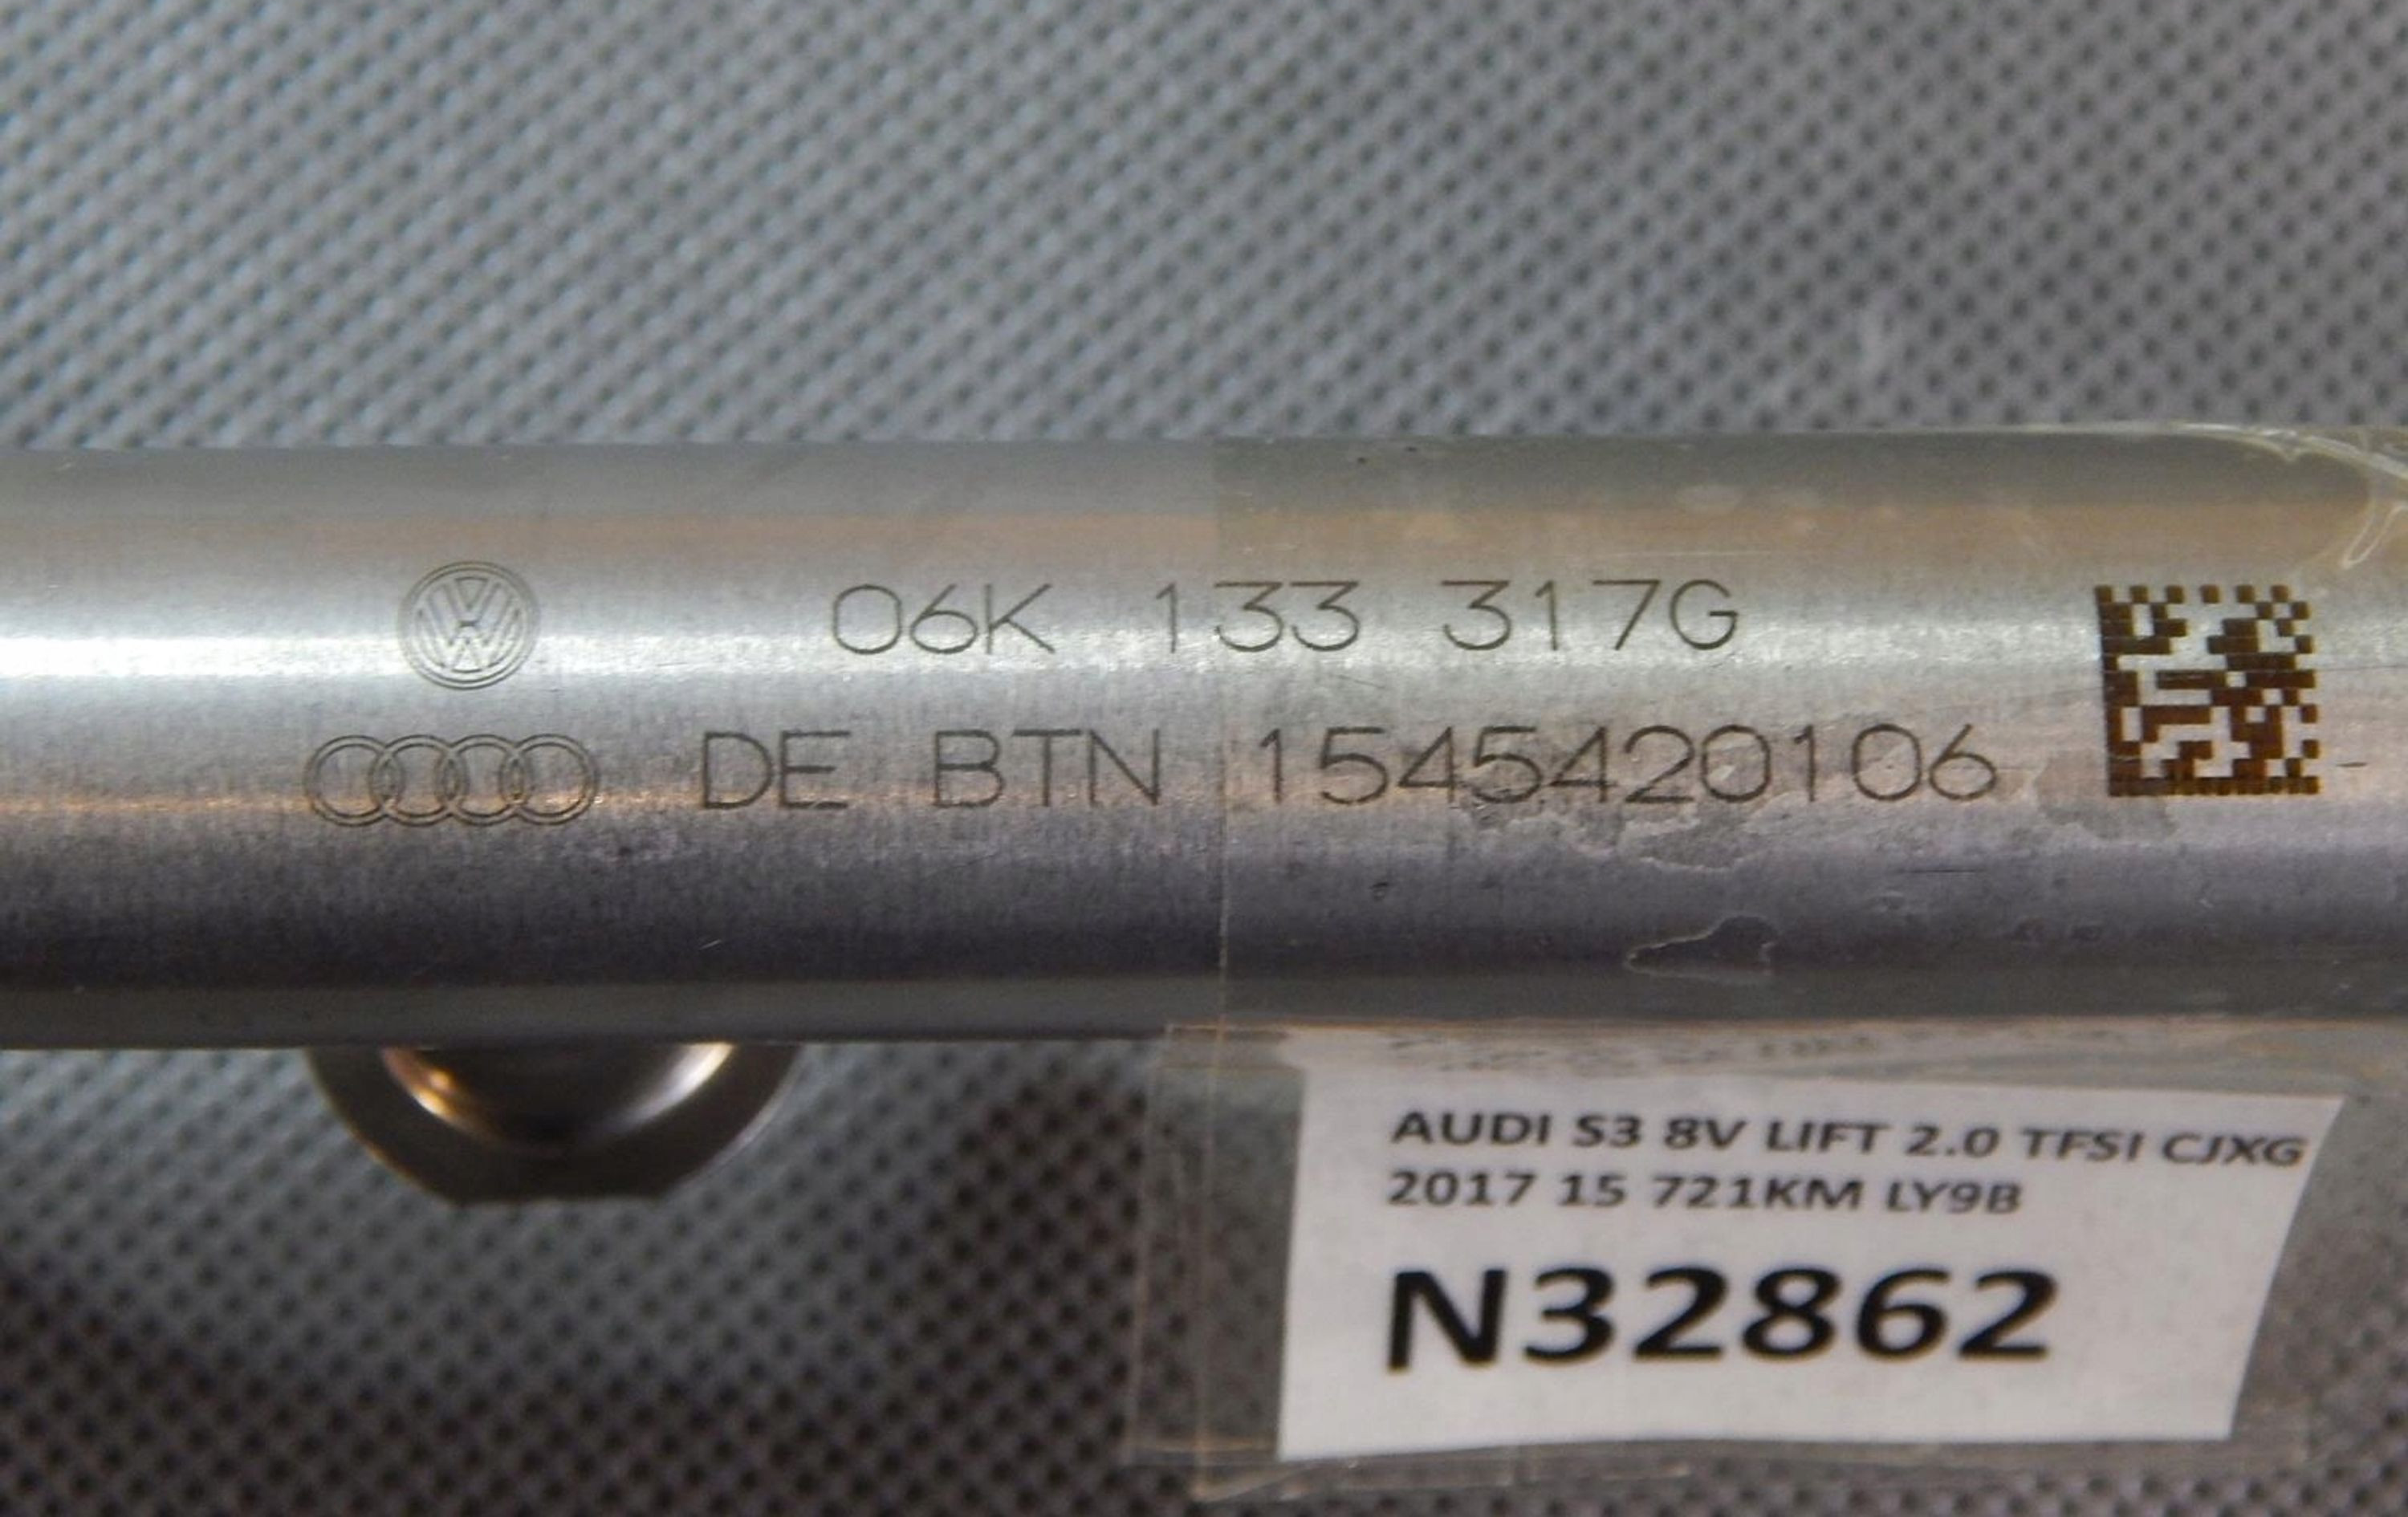 06K 133 317G
DE BTN 1545420106
AUDI S3 8V LIFT 2.0 TFSI CJXG
2017 15 721KM LY9B
N32862